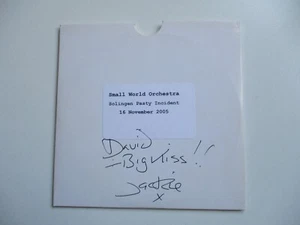 Small World Orchestra
Solingen Pasty Incident
16 November 2005
David.
- Big Kiss!!
Jackie
x